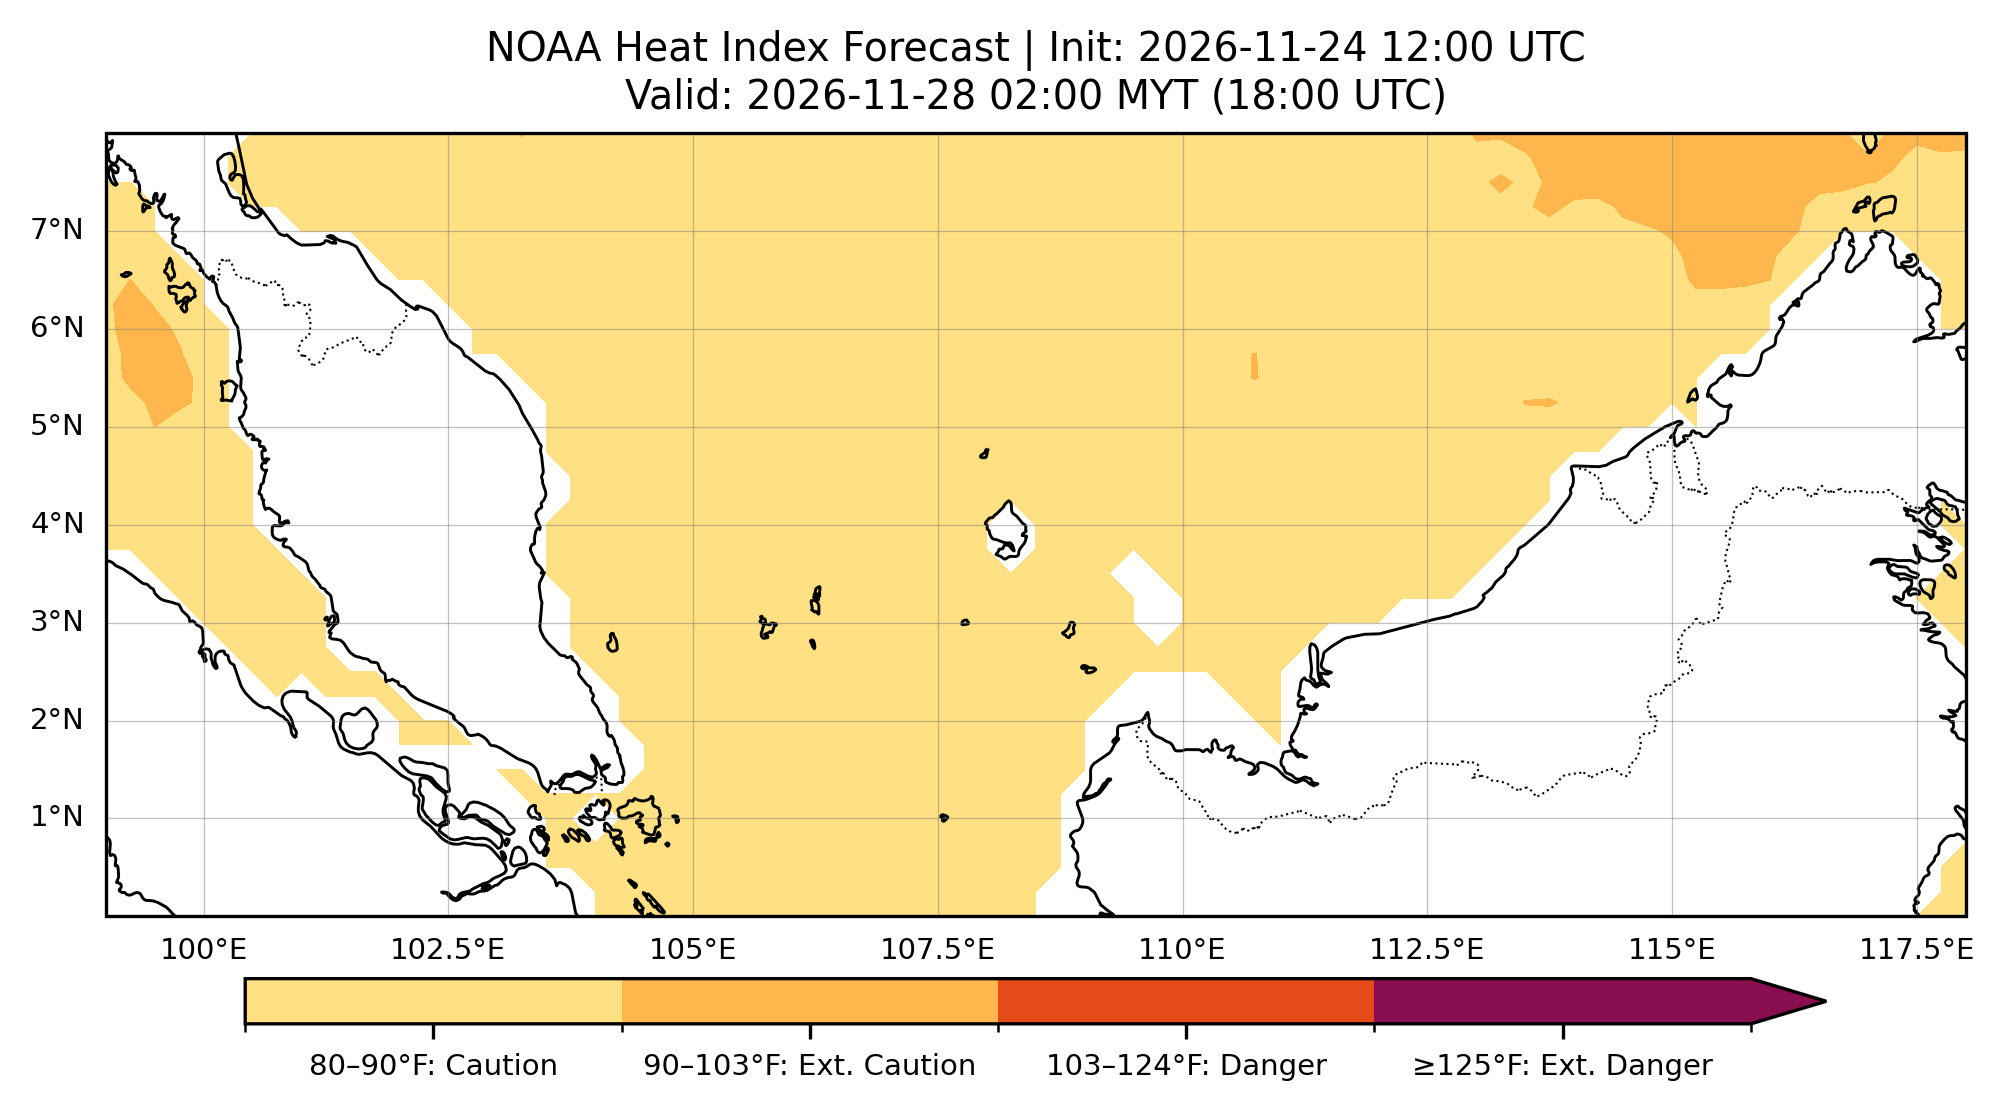 NOAA Heat Index Forecast | Init: 2026-11-24 12:00 UTC
Valid: 2026-11-28 02:00 MYT (18:00 UTC)
7°N
6°N
5°N
4°N
3°N
2°N
1°N
100°E 102.5°E 105°E 107.5°E 110°E 112.5°E 115°E 117.5°E
80–90°F: Caution 90–103°F: Ext. Caution 103–124°F: Danger ≥125°F: Ext. Danger